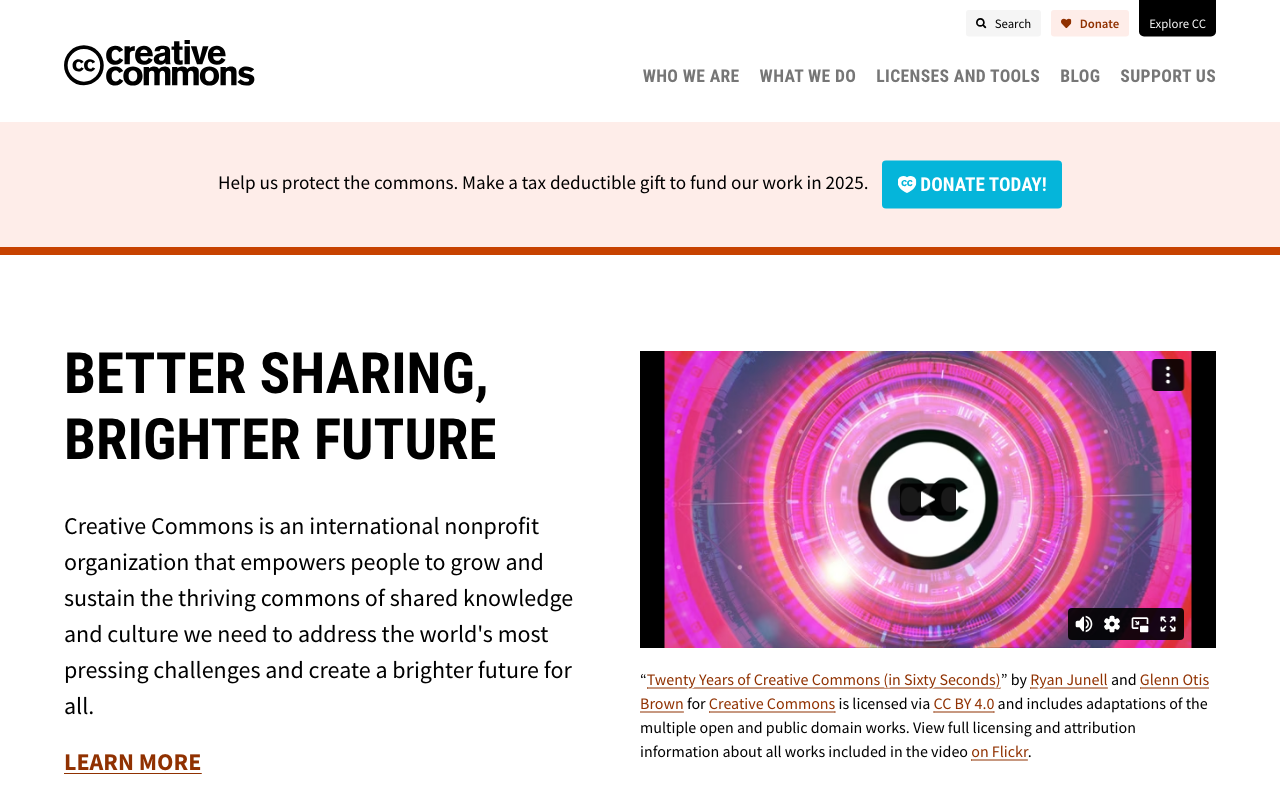 Search
Donate
Explore CC
cc creative commons
WHO WE ARE
WHAT WE DO
LICENSES AND TOOLS
BLOG
SUPPORT US
Help us protect the commons. Make a tax deductible gift to fund our work in 2025.
CC DONATE TODAY!
BETTER SHARING,
BRIGHTER FUTURE
Creative Commons is an international nonprofit
organization that empowers people to grow and
sustain the thriving commons of shared knowledge
and culture we need to address the world's most
pressing challenges and create a brighter future for
all.
LEARN MORE
CC
“Twenty Years of Creative Commons (in Sixty Seconds)” by Ryan Junell and Glenn Otis
Brown for Creative Commons is licensed via CC BY 4.0 and includes adaptations of the
multiple open and public domain works. View full licensing and attribution
information about all works included in the video on Flickr.